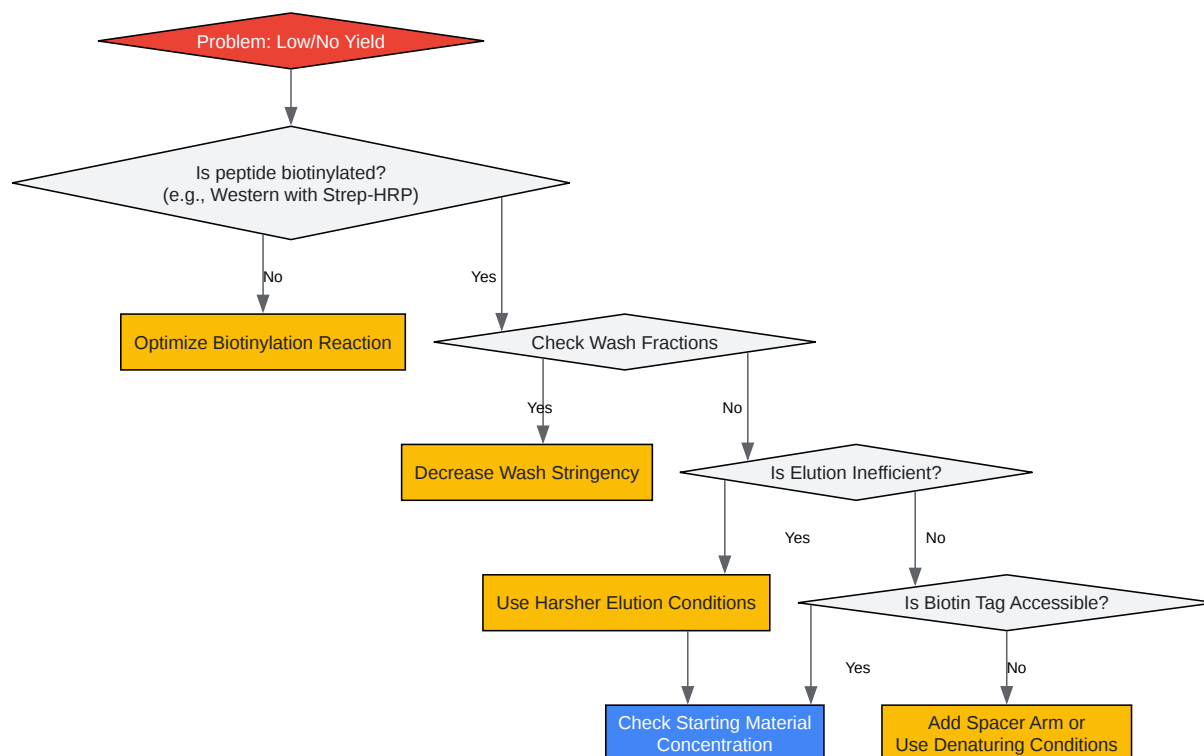 Problem: Low/No Yield
Is peptide biotinylated?
(e.g., Western with Strep-HRP)
No
Yes
Optimize Biotinylation Reaction
Check Wash Fractions
Yes
No
Decrease Wash Stringency
Is Elution Inefficient?
Yes
No
Use Harsher Elution Conditions
Is Biotin Tag Accessible?
Yes
No
Check Starting Material
Concentration
Add Spacer Arm or
Use Denaturing Conditions